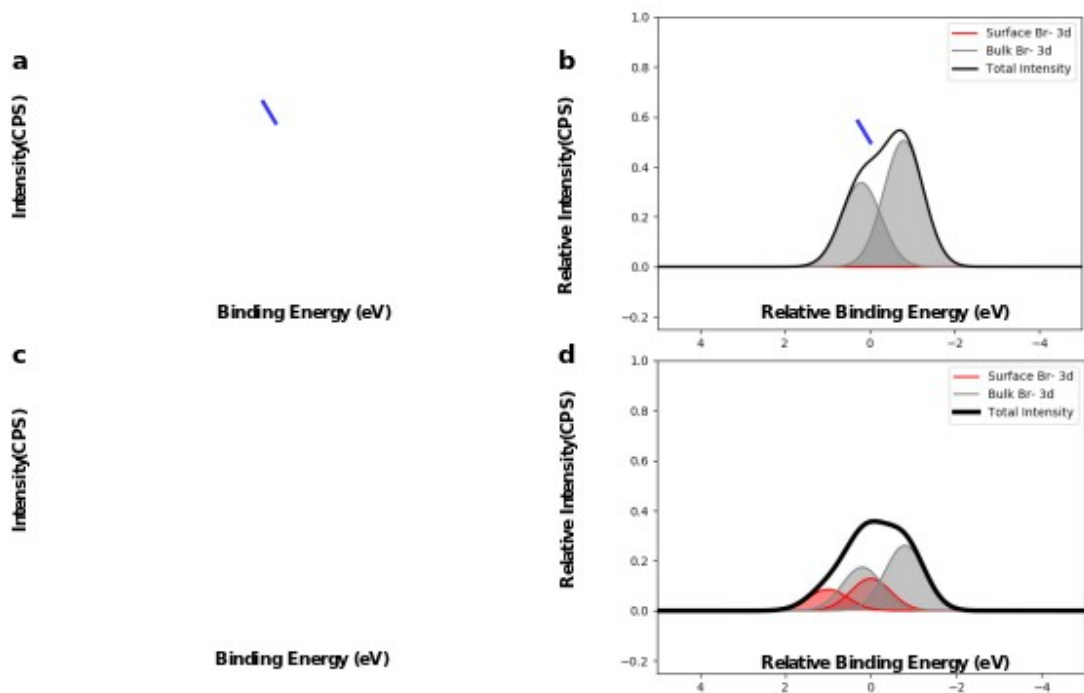 a
Intensity(CPS)
Binding Energy (eV)
b
Relative Intensity(CPS)
1.0
0.8
0.6
0.4
0.2
0.0
−0.2
Surface Br- 3d
Bulk Br- 3d
Total Intensity
Relative Binding Energy (eV)
4
2
0
−2
−4
c
Intensity(CPS)
Binding Energy (eV)
d
Relative Intensity(CPS)
1.0
0.8
0.6
0.4
0.2
0.0
−0.2
Surface Br- 3d
Bulk Br- 3d
Total Intensity
Relative Binding Energy (eV)
4
2
0
−2
−4